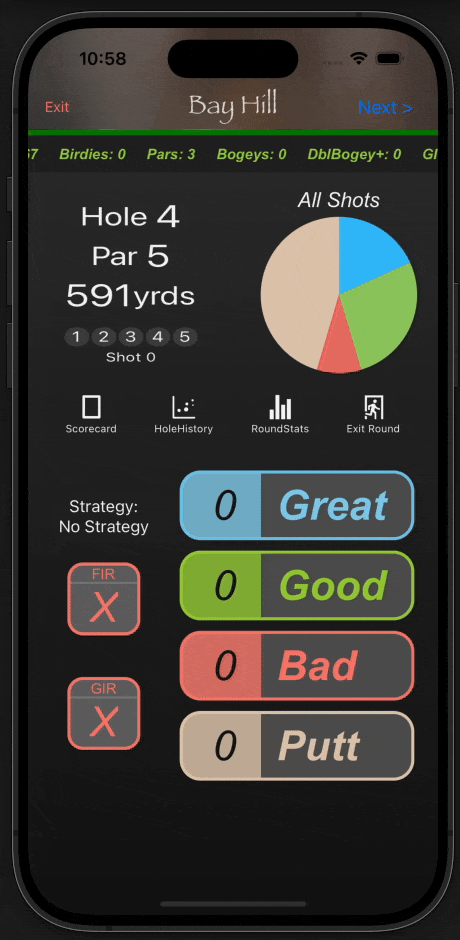 10:58
Exit
Bay Hill
Next >
67 Birdies: 0 Pars: 3 Bogeys: 0 DblBogey+: 0 GI
All Shots
Hole 4
Par 5
591yrds
1 2 3 4 5
Shot 0
Scorecard HoleHistory RoundStats Exit Round
Strategy:
No Strategy
FIR
X
GIR
X
0 Great
0 Good
0 Bad
0 Putt